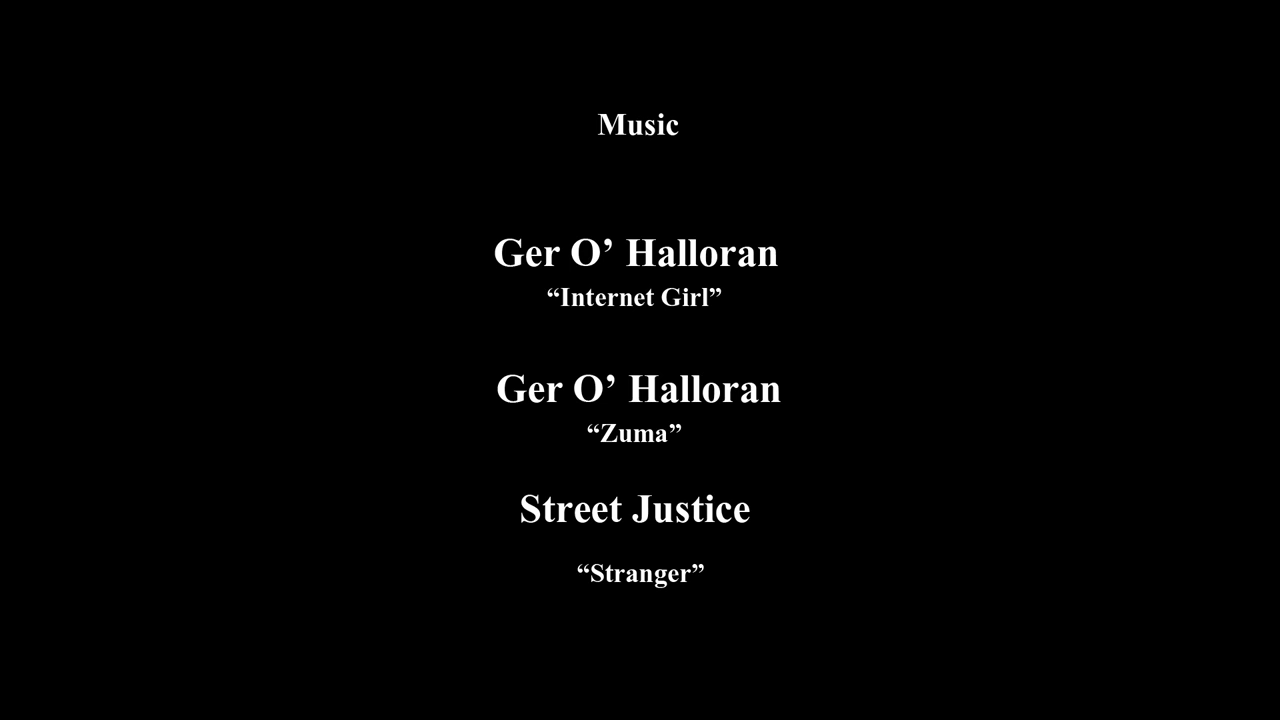 Music
Ger O’ Halloran
“Internet Girl”
Ger O’ Halloran
“Zuma”
Street Justice
“Stranger”